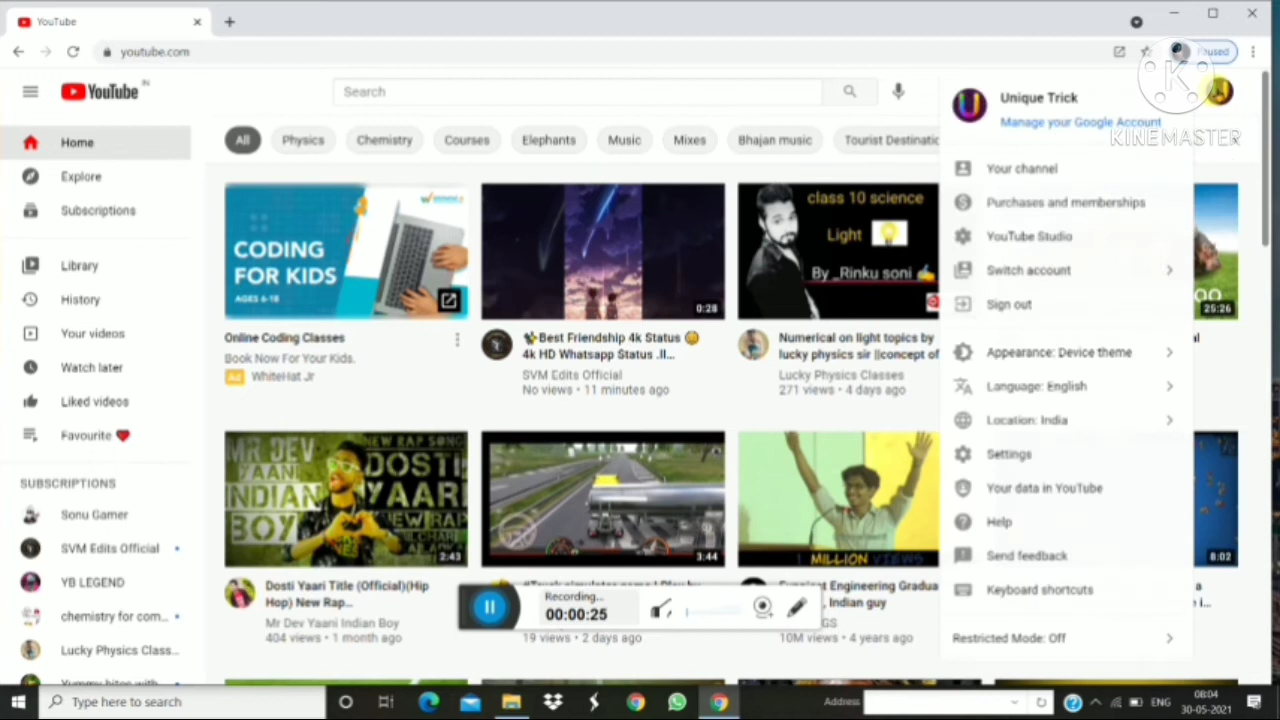 YouTube
youtube.com
Paused
YouTube IN
Search
KINEMASTER
Unique Trick
Manage your Google Account
All
Physics
Chemistry
Courses
Elephants
Music
Mixes
Bhajan music
Tourist Destinatio
Home
Explore
Subscriptions
Library
History
Your videos
Watch later
Liked videos
Favourite ❤️
SUBSCRIPTIONS
Sonu Gamer
SVM Edits Official
YB LEGEND
chemistry for com...
Lucky Physics Class...
Yummy bites with
CODING
FOR KIDS
AGES 6-18
Online Coding Classes
Book Now For Your Kids.
Ad WhiteHat Jr
0:28
Best Friendship 4k Status
4k HD Whatsapp Status .ll...
SVM Edits Official
No views • 11 minutes ago
class 10 science
Light
By _Rinku soni
Numerical on light topics by
lucky physics sir ||concept of
Lucky Physics Classes
271 views • 4 days ago
25:26
MR DEV
YAANI
INDIAN
BOY
NEW RAP SONG
DOSTI
YAARI
NEW RAP
2:43
Dosti Yaari Title (Official)(Hip
Hop) New Rap...
Mr Dev Yaani Indian Boy
404 views • 1 month ago
3:44
19 views • 2 days ago
1 MILLION VIEWS
8:02
Indian guy
10M views • 4 years ago
Your channel
Purchases and memberships
YouTube Studio
Switch account
Sign out
Appearance: Device theme
Language: English
Location: India
Settings
Your data in YouTube
Help
Send feedback
Keyboard shortcuts
Restricted Mode: Off
Recording...
00:00:25
Type here to search
Address
ENG
08:04
30-05-2021